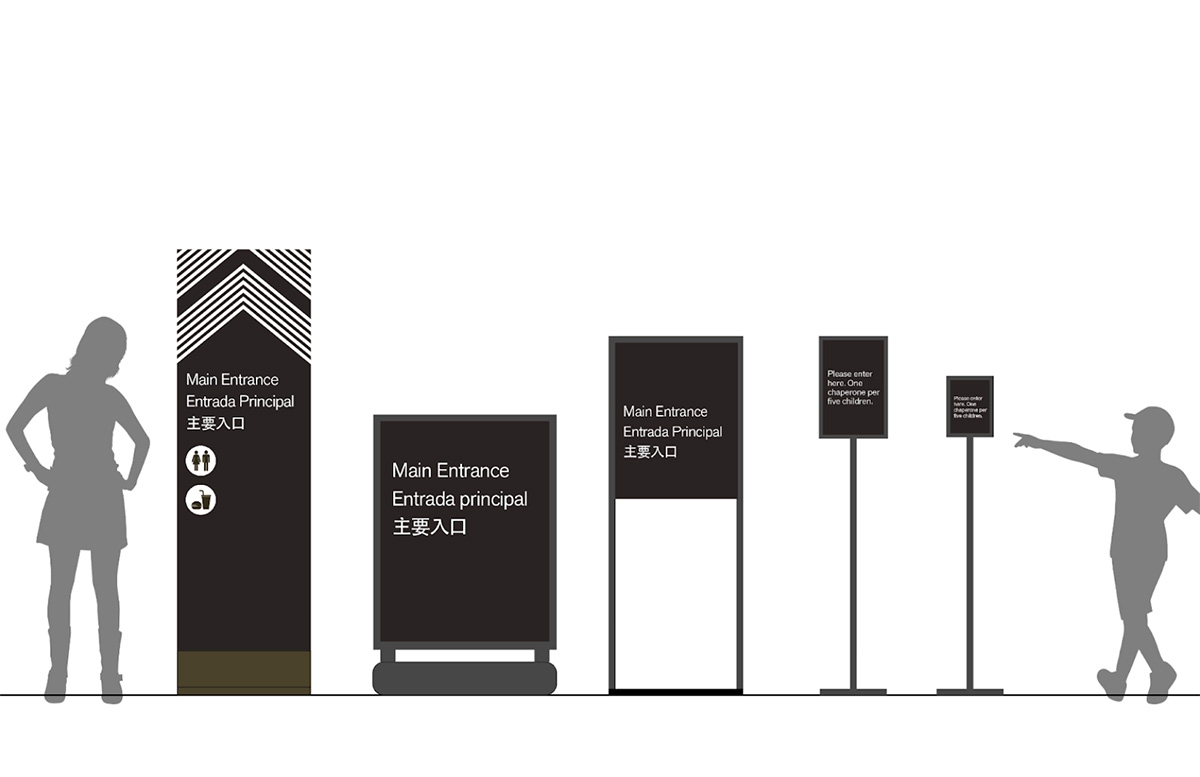 Main Entrance
Entrada Principal
主要入口
Main Entrance
Entrada principal
主要入口
Main Entrance
Entrada Principal
主要入口
Please enter
here. One
chaperone per
five children.
Please enter
here. One
chaperone per
five children.